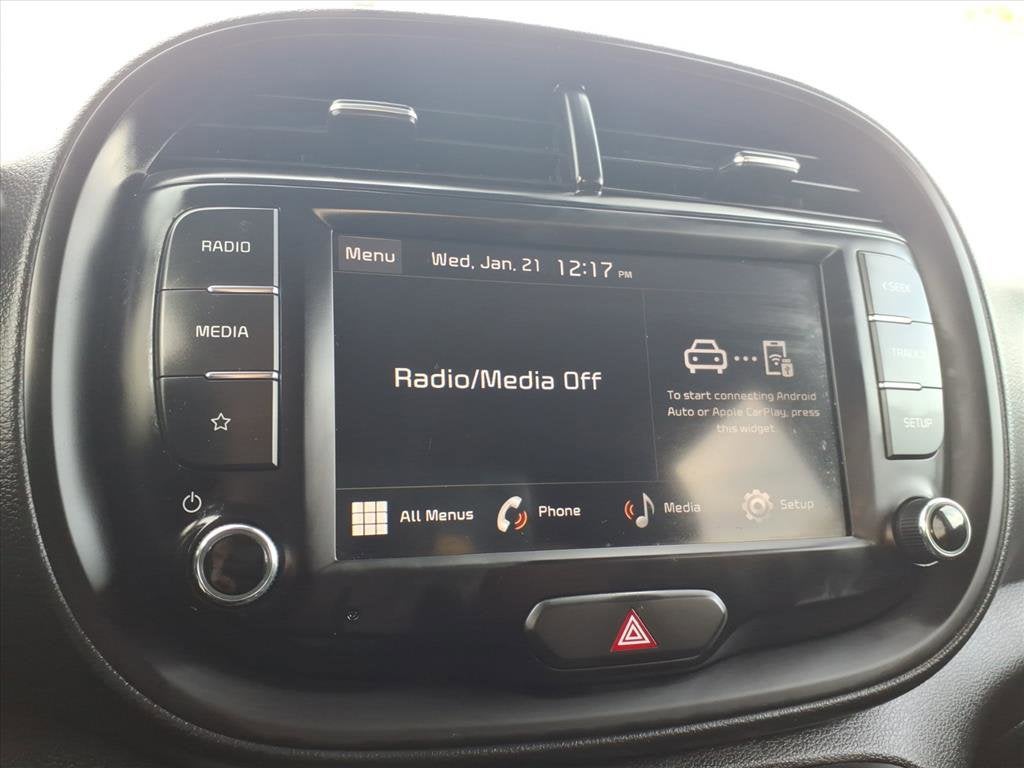 RADIO
MEDIA
Menu
Wed, Jan. 21 12:17 PM
Radio/Media Off
To start connecting Android
Auto or Apple CarPlay, press
this widget.
All Menus
Phone
Media
Setup
< SEEK
TRACK >
SETUP